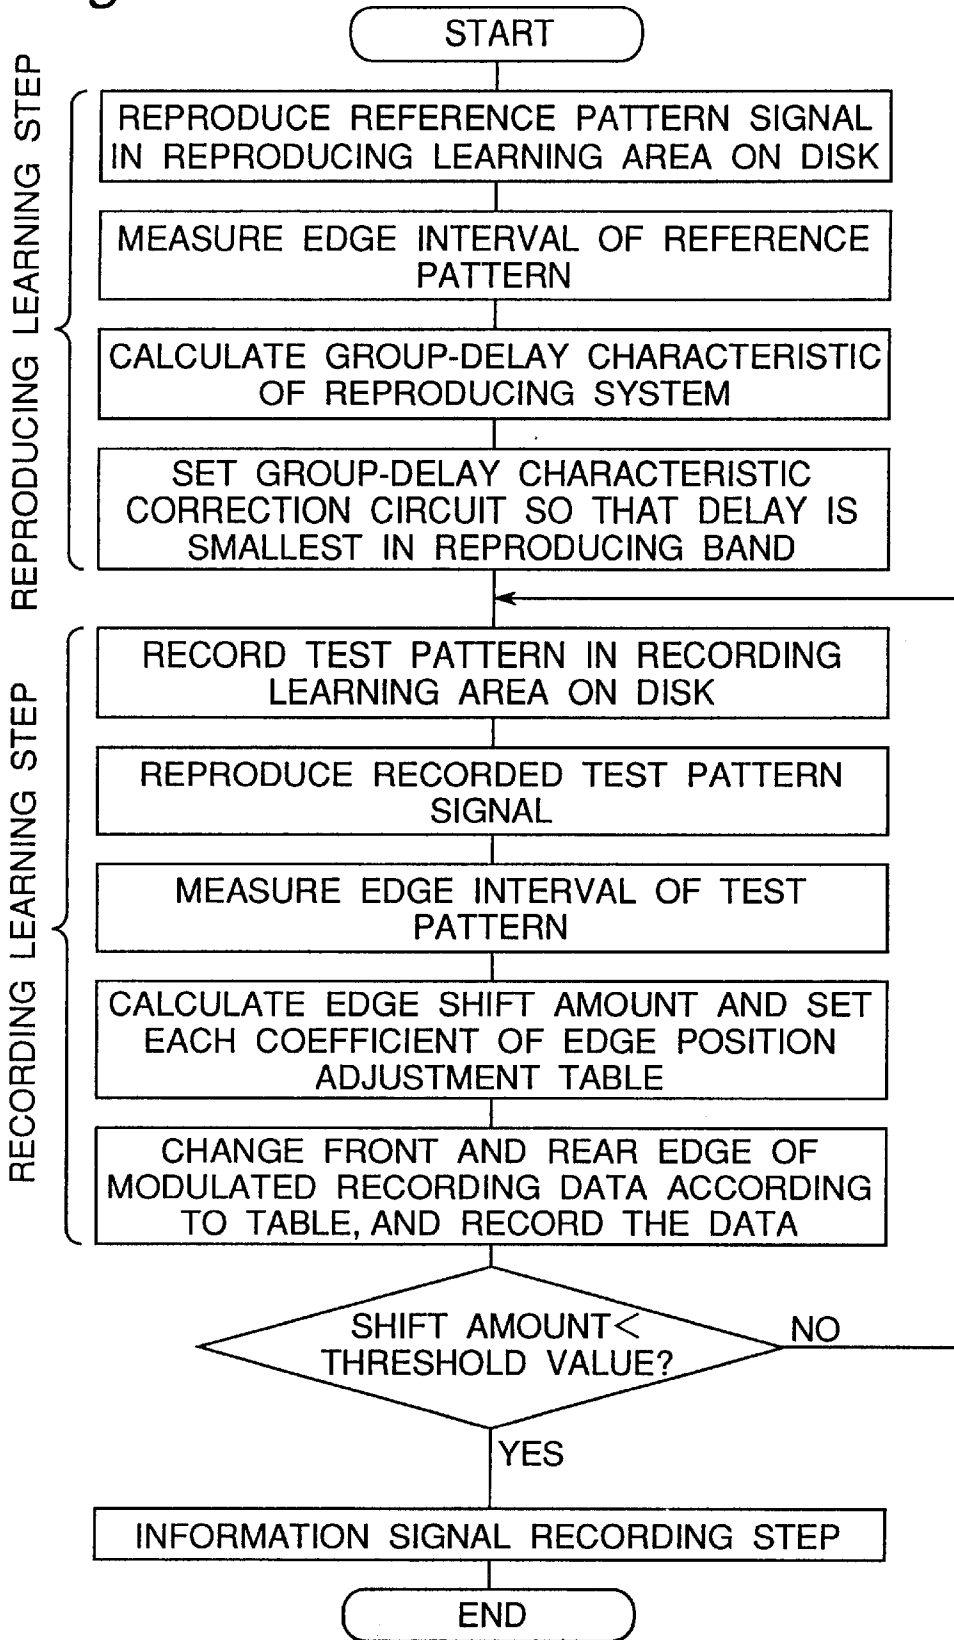 START
REPRODUCING LEARNING STEP
REPRODUCE REFERENCE PATTERN SIGNAL
IN REPRODUCING LEARNING AREA ON DISK
MEASURE EDGE INTERVAL OF REFERENCE
PATTERN
CALCULATE GROUP-DELAY CHARACTERISTIC
OF REPRODUCING SYSTEM
SET GROUP-DELAY CHARACTERISTIC
CORRECTION CIRCUIT SO THAT DELAY IS
SMALLEST IN REPRODUCING BAND
RECORDING LEARNING STEP
RECORD TEST PATTERN IN RECORDING
LEARNING AREA ON DISK
REPRODUCE RECORDED TEST PATTERN
SIGNAL
MEASURE EDGE INTERVAL OF TEST
PATTERN
CALCULATE EDGE SHIFT AMOUNT AND SET
EACH COEFFICIENT OF EDGE POSITION
ADJUSTMENT TABLE
CHANGE FRONT AND REAR EDGE OF
MODULATED RECORDING DATA ACCORDING
TO TABLE, AND RECORD THE DATA
SHIFT AMOUNT<
THRESHOLD VALUE?
NO
YES
INFORMATION SIGNAL RECORDING STEP
END